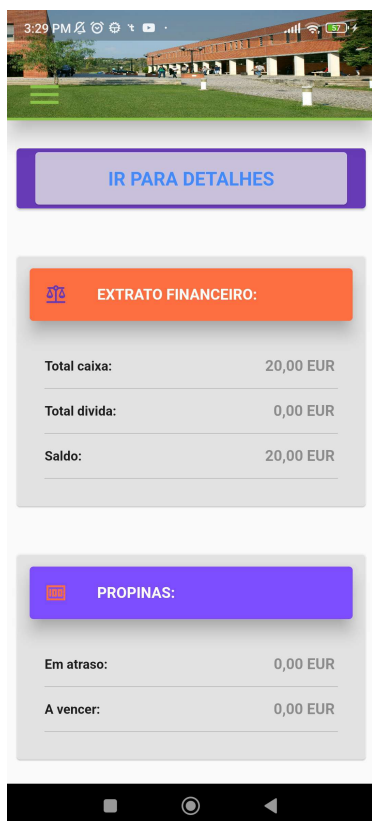 3:29 PM
57
IR PARA DETALHES
EXTRATO FINANCEIRO:
Total caixa: 20,00 EUR
Total divida: 0,00 EUR
Saldo: 20,00 EUR
100
PROPINAS:
Em atraso: 0,00 EUR
A vencer: 0,00 EUR